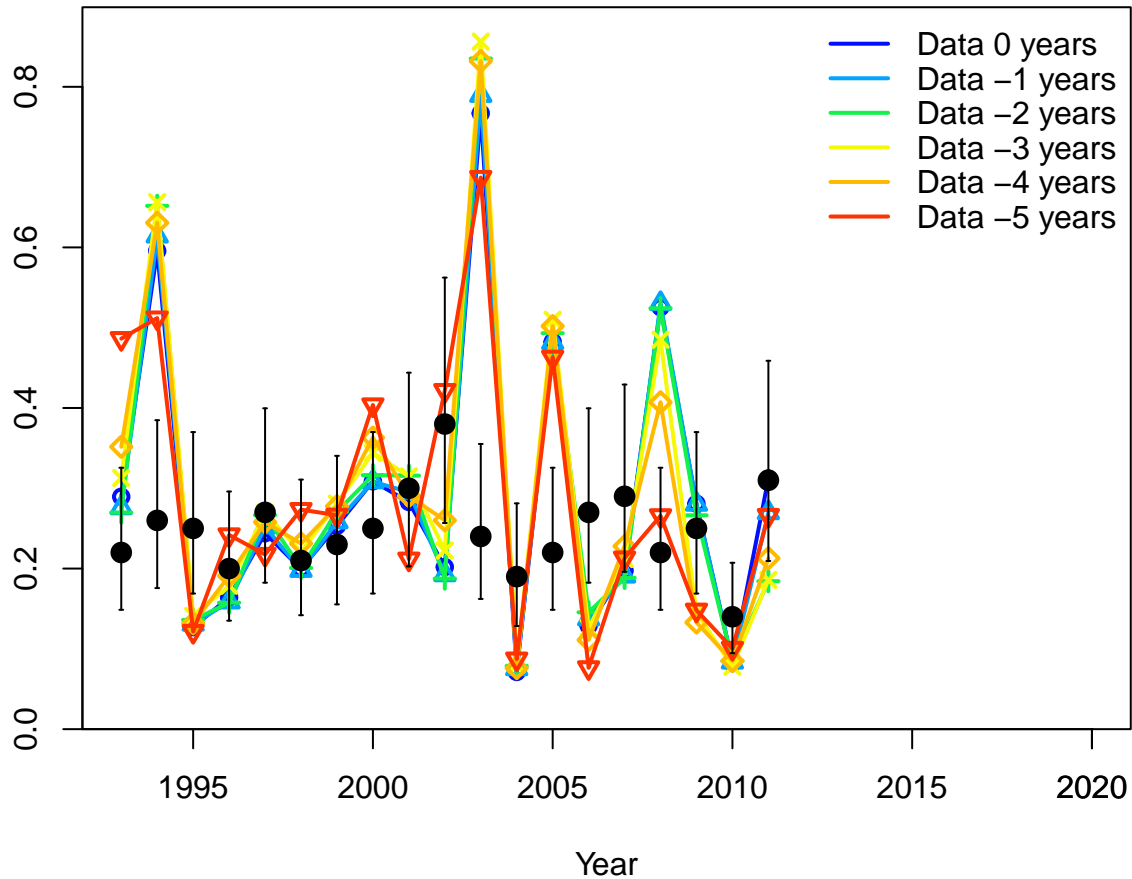 Data 0 years
Data −1 years
Data −2 years
Data −3 years
Data −4 years
Data −5 years
0.8
0.6
0.4
0.2
0.0
1995 2000 2005 2010 2015 2020
Year